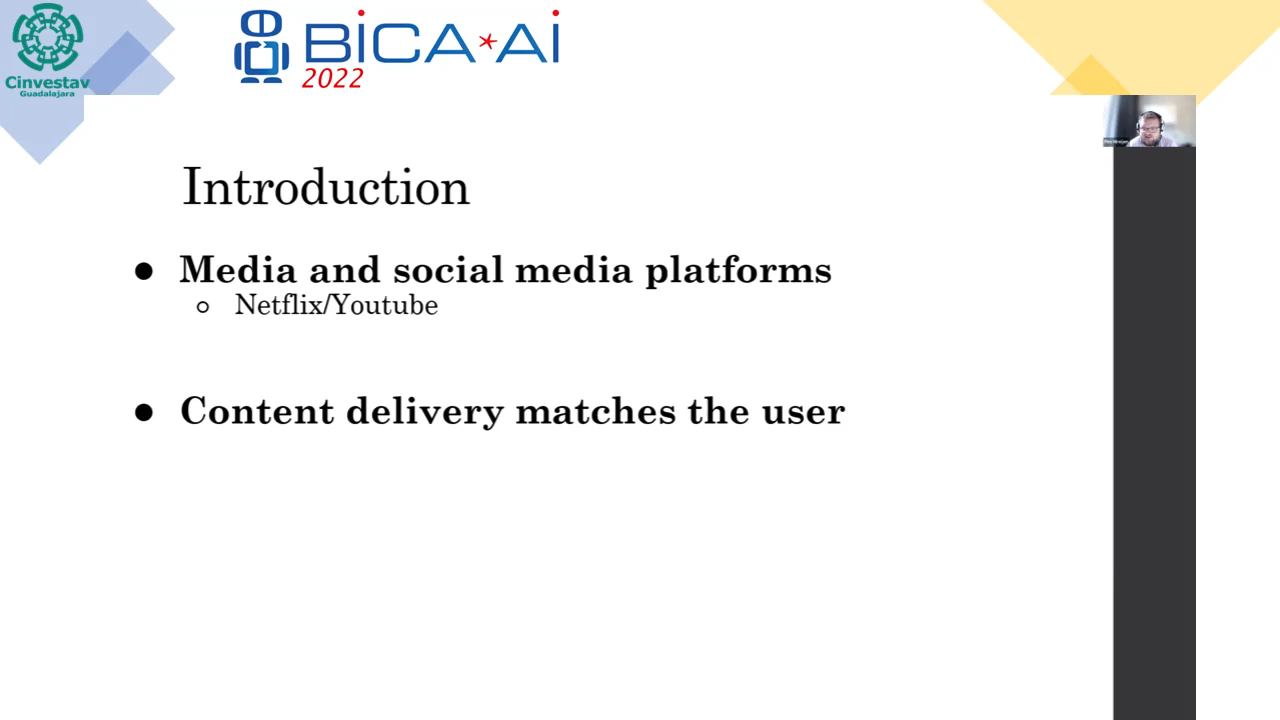 Cinvestav
Guadalajara
BiCA*Ai
2022
Introduction
● Media and social media platforms
○ Netflix/Youtube
● Content delivery matches the user